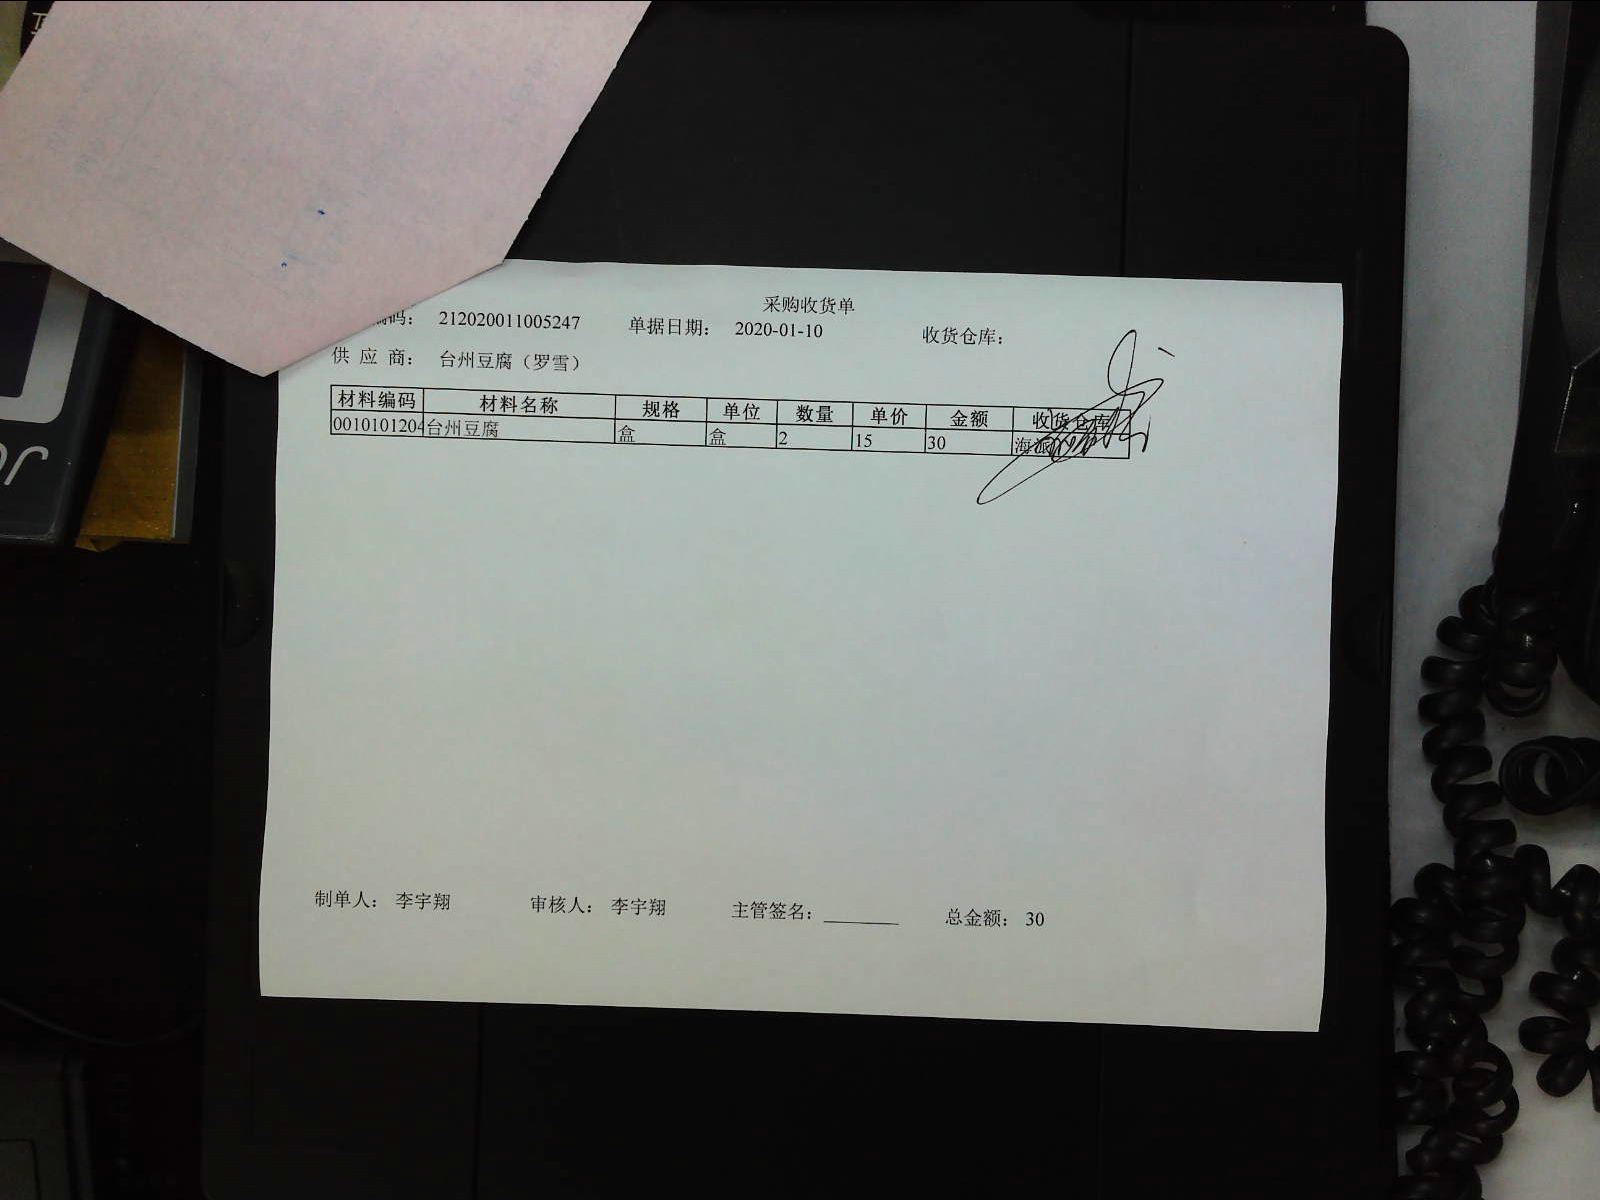 采购收货单
编码： 212020011005247 单据日期： 2020-01-10 收货仓库：
供 应 商： 台州豆腐（罗雪）
材料编码 材料名称 规格 单位 数量 单价 金额 收货仓库
0010101204 台州豆腐 盒 盒 2 15 30 海派
制单人： 李宇翔 审核人： 李宇翔 主管签名： 总金额： 30